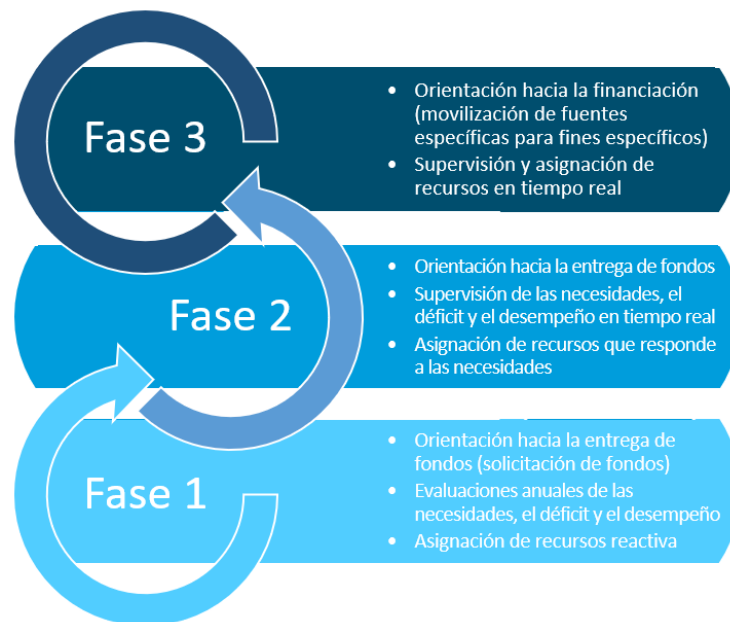 Fase 3
• Orientación hacia la financiación
(movilización de fuentes
específicas para fines específicos)
• Supervisión y asignación de
recursos en tiempo real
Fase 2
• Orientación hacia la entrega de fondos
• Supervisión de las necesidades, el
déficit y el desempeño en tiempo real
• Asignación de recursos que responde
a las necesidades
Fase 1
• Orientación hacia la entrega de
fondos (solicitación de fondos)
• Evaluaciones anuales de las
necesidades, el déficit y el desempeño
• Asignación de recursos reactiva